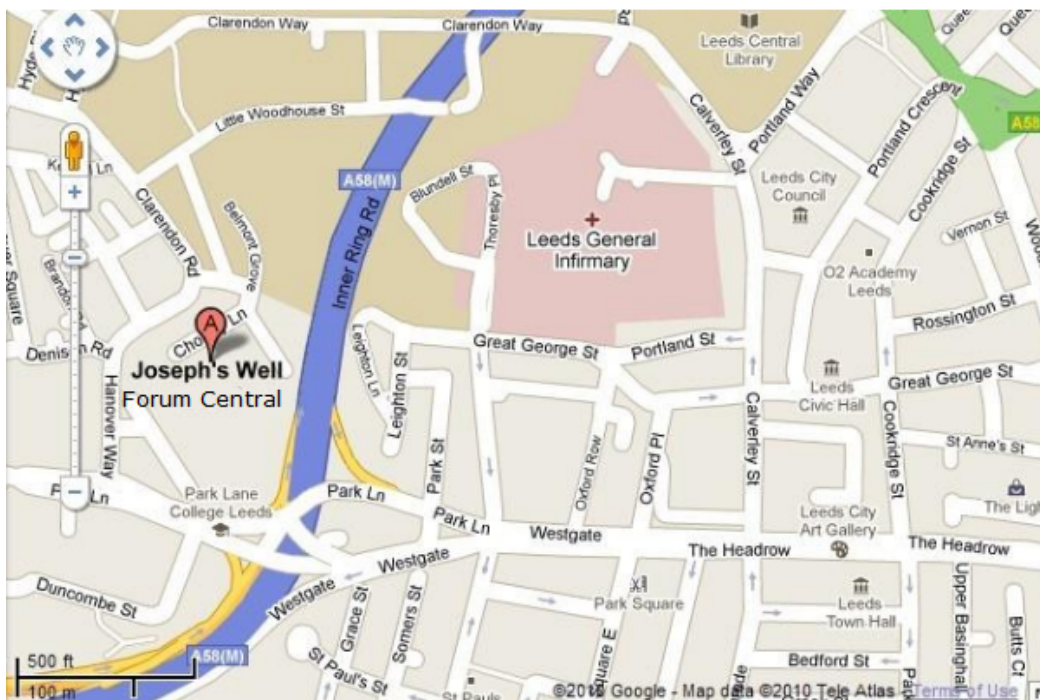 Clarendon Way
Clarendon Way
Leeds Central
Library
Little Woodhouse St
Calverley St
Portland Way
Portland Crescent
A58
A58(M)
Blundell St
Thoresby Pl
Leeds City
Council
Cookridge St
Vernon St
Clarendon Rd
Belmont Grove
Inner Ring Rd
Leeds General
Infirmary
O2 Academy
Leeds
Rossington St
A
Joseph's Well
Forum Central
Hanover Way
Leighton Ln
Leighton St
Great George St
Portland St
Leeds
Civic Hall
Great George St
Calverley St
Cookridge St
St Anne's St
Park St
Oxford Row
Oxford Pl
Park Lane
College Leeds
Park Ln
Park Ln
Westgate
Leeds City
Art Gallery
The
The Headrow
The Headrow
Westgate
Westgate
Duncombe St
Grace St
Somers St
Park Square
Leeds
Town Hall
Upper Basinghall
Butts Ct
A58(M)
St Paul's St
Square E
Bedford St
St Pauls
500 ft
100 m
©2010 Google - Map data ©2010 Tele Atlas - Terms of Use